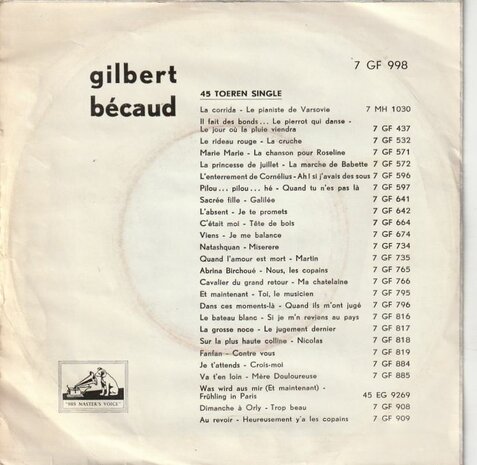 7 GF 998
gilbert
bécaud
45 TOEREN SINGLE
La corrida - Le pianiste de Varsovie 7 MH 1030
Il fait des bonds... Le pierrot qui danse -
Le jour où la pluie viendra 7 GF 437
Le rideau rouge - La cruche 7 GF 532
Marie Marie - La chanson pour Roseline 7 GF 571
La princesse de juillet - La marche de Babette 7 GF 572
L'enterrement de Cornélius - Ah! si j'avais des sous 7 GF 596
Pilou... pilou... hé - Quand tu n'es pas là 7 GF 597
Sacrée fille - Galilée 7 GF 641
L'absent - Je te promets 7 GF 642
C'était moi - Tête de bois 7 GF 664
Viens - Je me balance 7 GF 674
Natashquan - Miserere 7 GF 734
Quand l'amour est mort - Martin 7 GF 735
Abrina Birchoué - Nous, les copains 7 GF 765
Cavalier du grand retour - Ma chatelaine 7 GF 766
Et maintenant - Toi, le musicien 7 GF 795
Dans ces moments-là - Quand ils m'ont jugé 7 GF 796
Le bateau blanc - Si je m'en reviens au pays 7 GF 816
La grosse noce - Le jugement dernier 7 GF 817
Sur la plus haute colline - Nicolas 7 GF 818
Fanfan - Contre vous 7 GF 819
Je t'attends - Crois-moi 7 GF 884
Va t'en loin - Mère Douloureuse 7 GF 885
Was wird aus mir (Et maintenant) -
Frühling in Paris 45 EG 9269
Dimanche à Orly - Trop beau 7 GF 908
Au revoir - Heureusement y'a les copains 7 GF 909
"HIS MASTER'S VOICE"